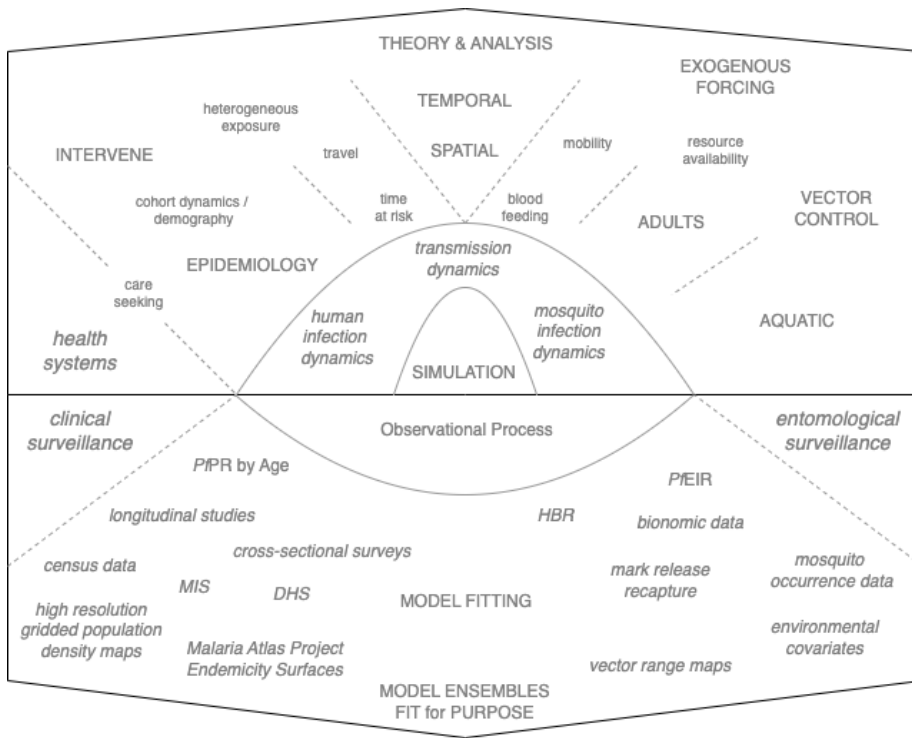 THEORY & ANALYSIS
EXOGENOUS
FORCING
TEMPORAL
heterogeneous
exposure
mobility
resource
availability
INTERVENE
travel
SPATIAL
cohort dynamics /
demography
time
at risk
blood
feeding
ADULTS
VECTOR
CONTROL
transmission
dynamics
EPIDEMIOLOGY
care
seeking
human
infection
dynamics
mosquito
infection
dynamics
AQUATIC
health
systems
SIMULATION
clinical
surveillance
Observational Process
entomological
surveillance
PfPR by Age
PfEIR
longitudinal studies
HBR
bionomic data
cross-sectional surveys
census data
MIS
DHS
MODEL FITTING
mark release
recapture
mosquito
occurrence data
high resolution
gridded population
density maps
Malaria Atlas Project
Endemicity Surfaces
vector range maps
environmental
covariates
MODEL ENSEMBLES
FIT for PURPOSE